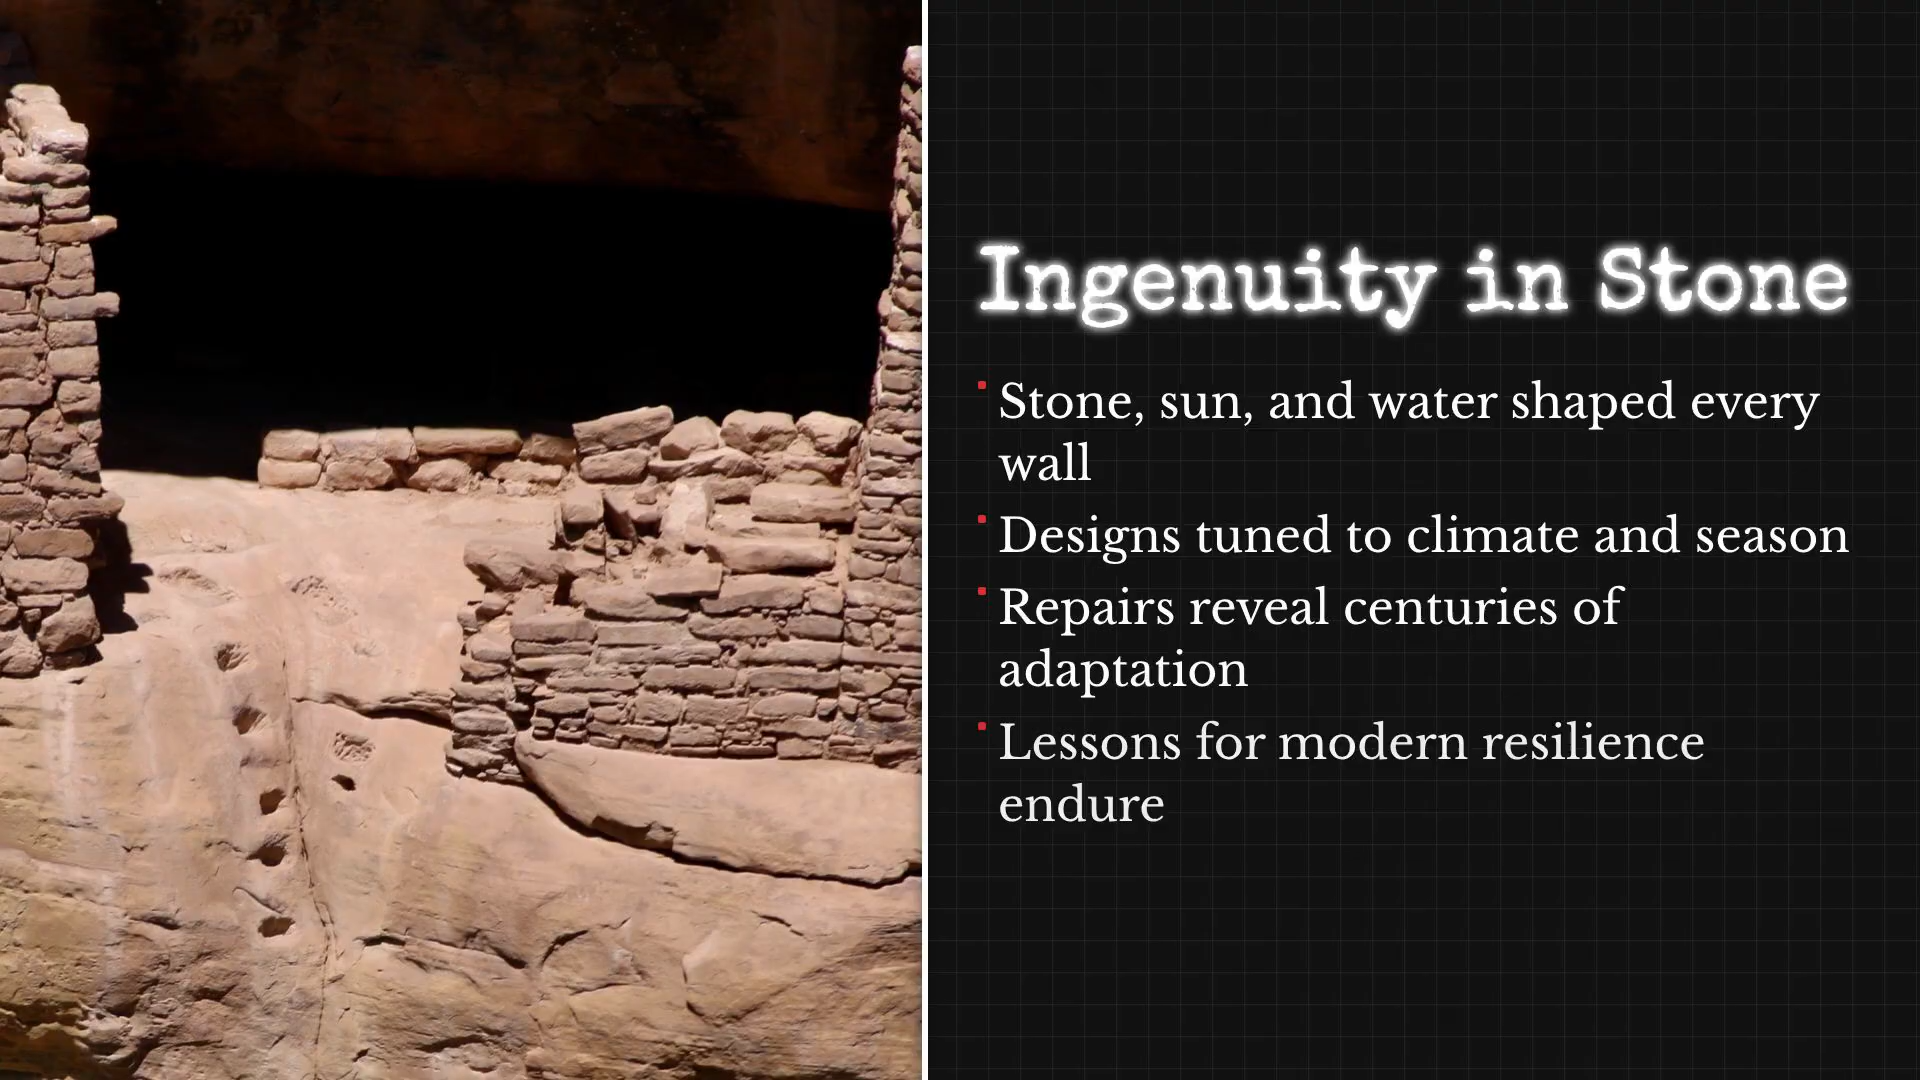 Ingenuity in Stone
Stone, sun, and water shaped every
wall
Designs tuned to climate and season
Repairs reveal centuries of
adaptation
Lessons for modern resilience
endure